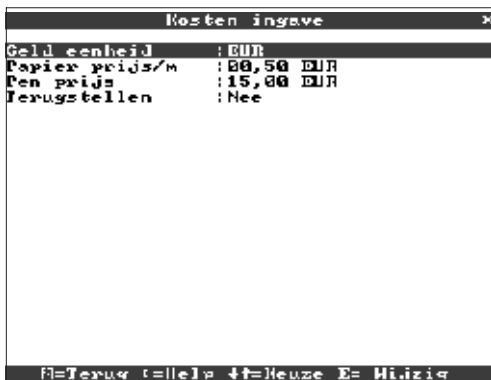 Kosten ingave
Geld eenheid :EUR
Papier prijs/m :00,50 EUR
Pen prijs :15,00 EUR
Terugstellen :Nee
=Terug =Help =Keuze E= Wijzig